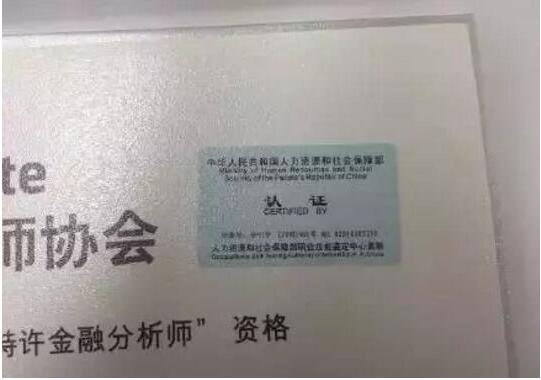 中华人民共和国人力资源和社会保障部
Ministry of Human Resources and Social
Security of the People's Republic of China
认 证
CERTIFIED BY
te
师协会
人力资源和社会保障部职业技能鉴定中心监制
特许金融分析师” 资格